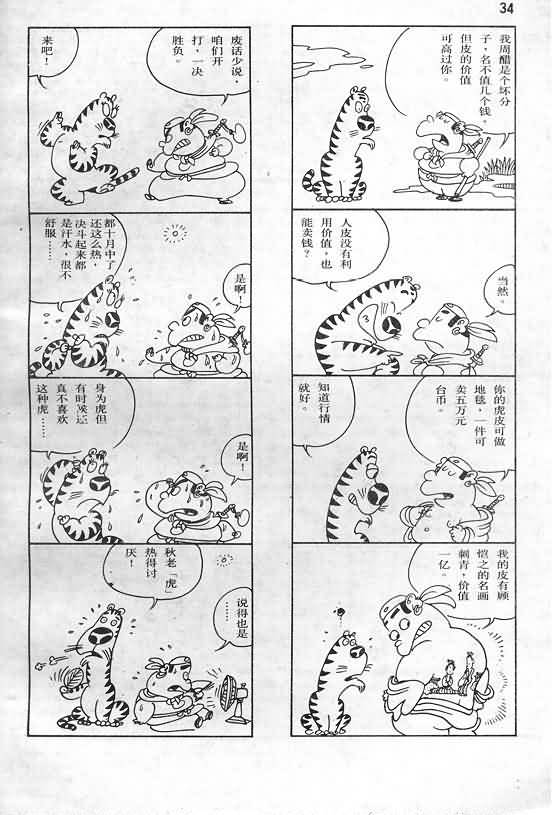 34
我周醋是个坏分
子，名不值几个钱，
但皮的价值
可高过你。
人皮没有利
用价值，也
能卖钱？
当然。
你的虎皮可做
地毯，一件可
卖五万元
台币。
知道行情
就好。
我的皮有顾
恺之的名画
刺青，价值
一亿。
废话少说，
咱们开
打，一决
胜负。
来吧！
都十月中了
还这么热，
决斗起来都
是汗水，很不
舒服……
是啊！
身为虎但
有时候还
真不喜欢
这种虎……
是啊！
秋老「虎」
热得讨
厌！
说得也是
……